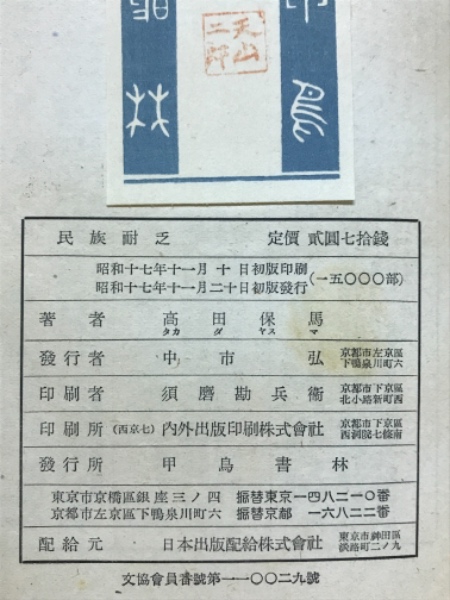 天山
二印
林
民族耐乏 定價 貳圓七拾錢
昭和十七年十一月十日初版印刷
昭和十七年十一月二十日初版發行
(一五〇〇〇部)
著者 高田保馬
タカ ダ ヤス マ
發行者 中市弘 京都市左京區
下鴨泉川町六
印刷者 須磨勘兵衞 京都市下京區
北小路新町西
印刷所 (西京七) 內外出版印刷株式會社 京都市下京區
西洞院七條南
發行所 甲鳥書林
東京市京橋區銀座三ノ四 振替東京一四八二一〇番
京都市左京區下鴨泉川町六 振替京都一六八二二番
配給元 日本出版配給株式會社 東京市神田區
淡路町二ノ九
文協會員番號第一一〇〇二九號